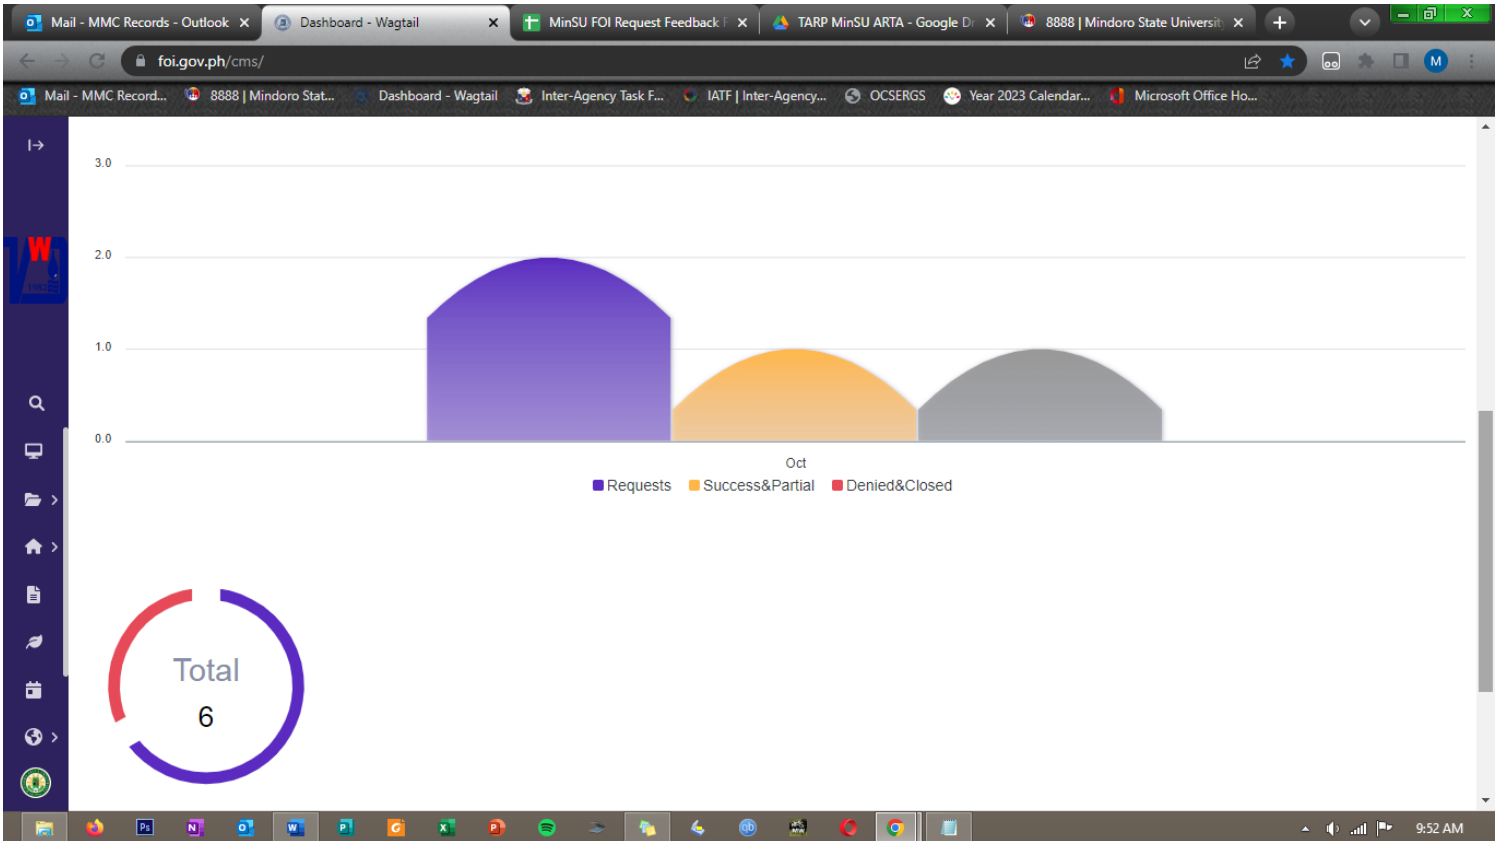 Mail - MMC Records - Outlook
Dashboard - Wagtail
MinSU FOI Request Feedback F
TARP MinSU ARTA - Google Dr
8888 | Mindoro State University
foi.gov.ph/cms/
M
Mail - MMC Record...
8888 | Mindoro Stat...
Dashboard - Wagtail
Inter-Agency Task F...
IATF | Inter-Agency...
OCSERGS
Year 2023 Calendar...
Microsoft Office Ho...
3.0
2.0
1.0
0.0
W
1982
Oct
Requests
Success&Partial
Denied&Closed
Total
6
9:52 AM